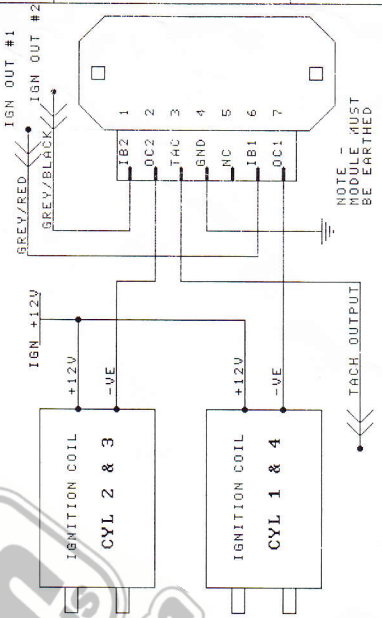 IGN OUT #1
IGN OUT #2
GREY/RED
GREY/BLACK
IB2 1
OC2 2
TAC 3
GND 4
NC 5
IB1 6
OC1 7
NOTE -
MODULE MUST
BE EARTHED
IGN +12V
+12V
-VE
IGNITION COIL
CYL 2 & 3
+12V
-VE
IGNITION COIL
CYL 1 & 4
TACH OUTPUT